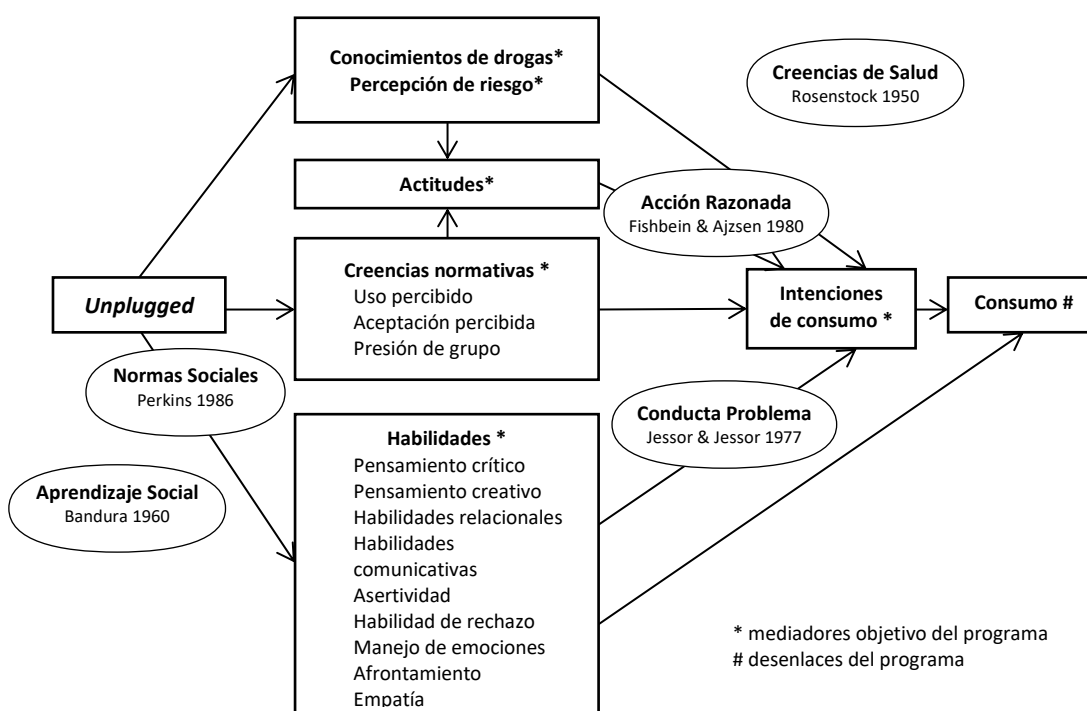 Conocimientos de drogas*
Percepción de riesgo*
Creencias de Salud
Rosenstock 1950
Actitudes*
Acción Razonada
Fishbein & Ajzsen 1980
Unplugged
Creencias normativas *
Uso percibido
Aceptación percibida
Presión de grupo
Intenciones
de consumo *
Consumo #
Normas Sociales
Perkins 1986
Conducta Problema
Jessor & Jessor 1977
Aprendizaje Social
Bandura 1960
Habilidades *
Pensamiento crítico
Pensamiento creativo
Habilidades relacionales
Habilidades
comunicativas
Asertividad
Habilidad de rechazo
Manejo de emociones
Afrontamiento
Empatía
* mediadores objetivo del programa
# desenlaces del programa